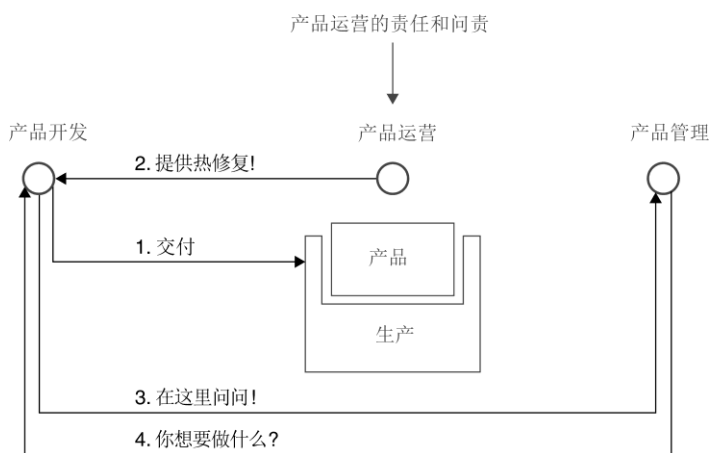 产品运营的责任和问责
产品开发
产品运营
产品管理
2. 提供热修复!
1. 交付
产品
生产
3. 在这里问问!
4. 你想要做什么?